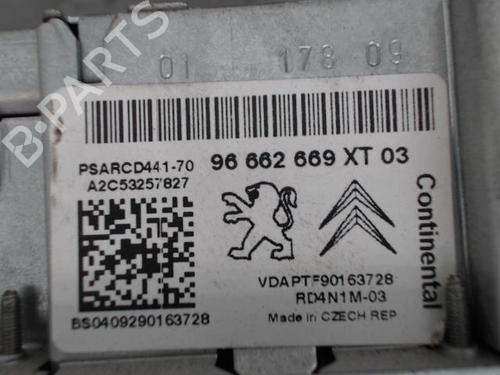 B-PARTS
01 178 09
PSARCD441-70
96 662 669 XT 03
A2C53257827
Continental
VDAPTF90163728
RD4N1M-03
BS0409290163728
Made in CZECH REP